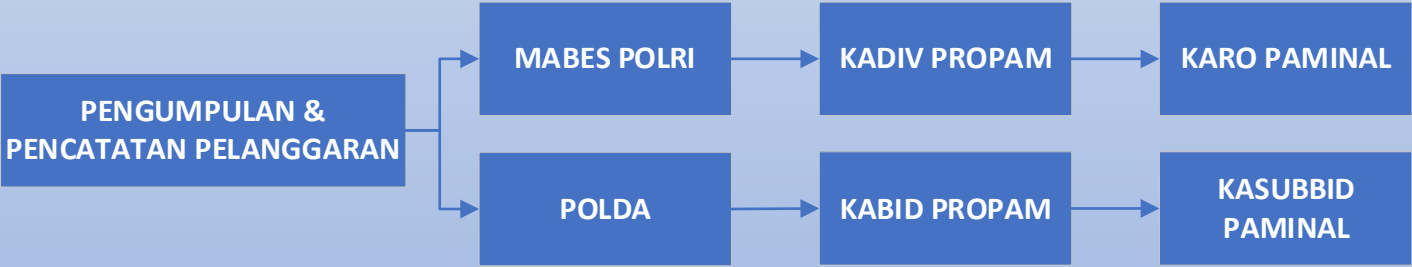 PENGUMPULAN &
PENCATATAN PELANGGARAN
MABES POLRI
KADIV PROPAM
KARO PAMINAL
POLDA
KABID PROPAM
KASUBBID
PAMINAL